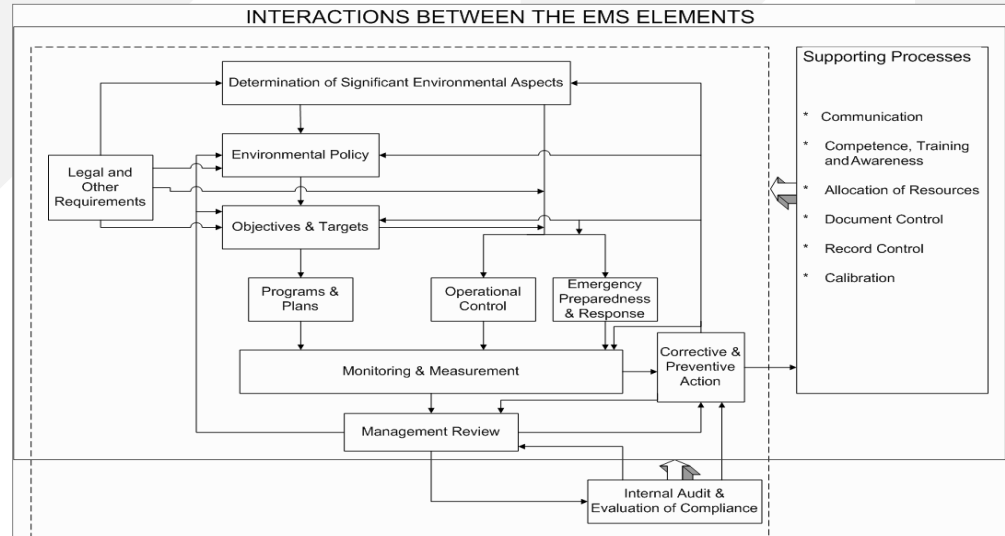 INTERACTIONS BETWEEN THE EMS ELEMENTS
Determination of Significant Environmental Aspects
Environmental Policy
Legal and
Other
Requirements
Objectives & Targets
Programs &
Plans
Operational
Control
Emergency
Preparedness
& Response
Monitoring & Measurement
Corrective &
Preventive
Action
Management Review
Internal Audit &
Evaluation of Compliance
Supporting Processes
* Communication
* Competence, Training
and Awareness
* Allocation of Resources
* Document Control
* Record Control
* Calibration